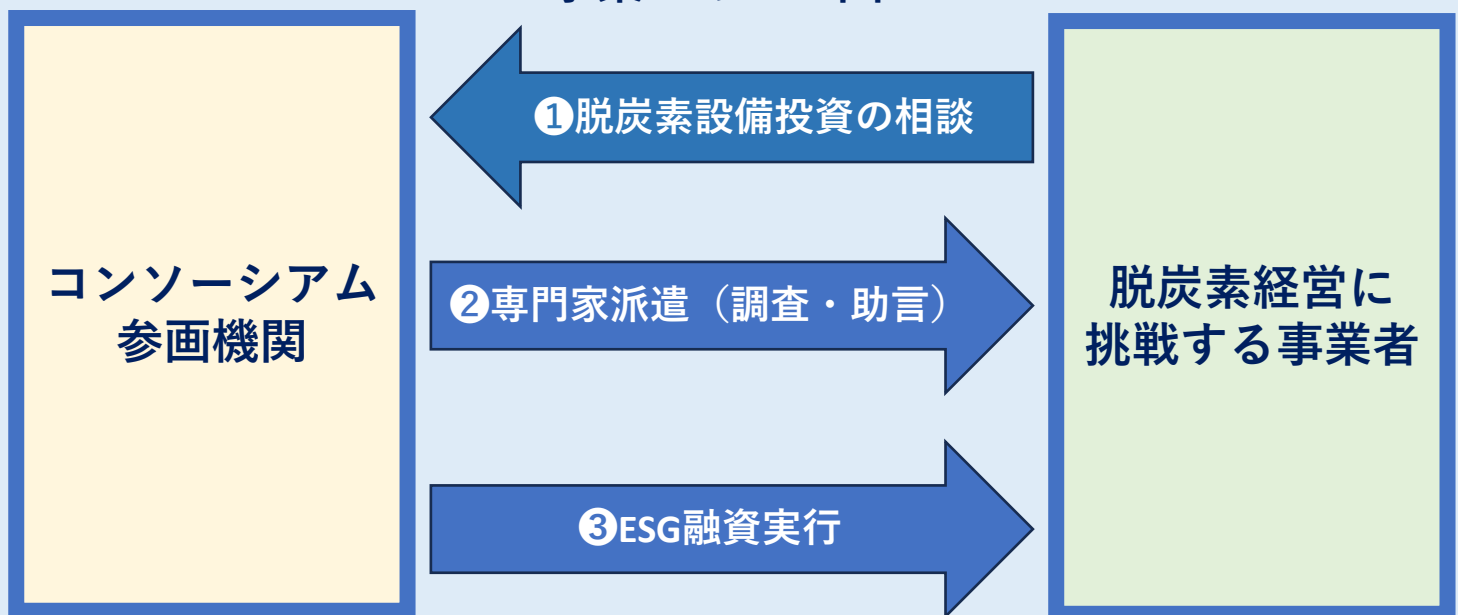 コンソーシアム
参画機関
❶脱炭素設備投資の相談
❷専門家派遣（調査・助言）
❸ESG融資実行
脱炭素経営に
挑戦する事業者